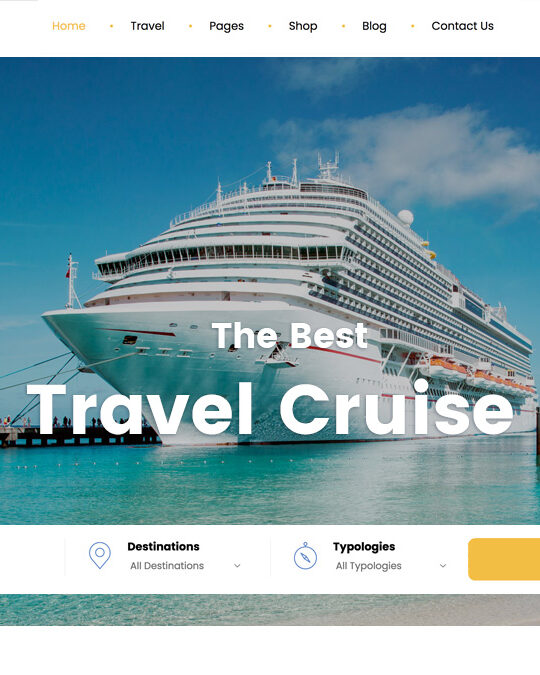 Home • Travel • Pages • Shop • Blog • Contact Us
The Best
Travel Cruise
Destinations Typologies
All Destinations All Typologies